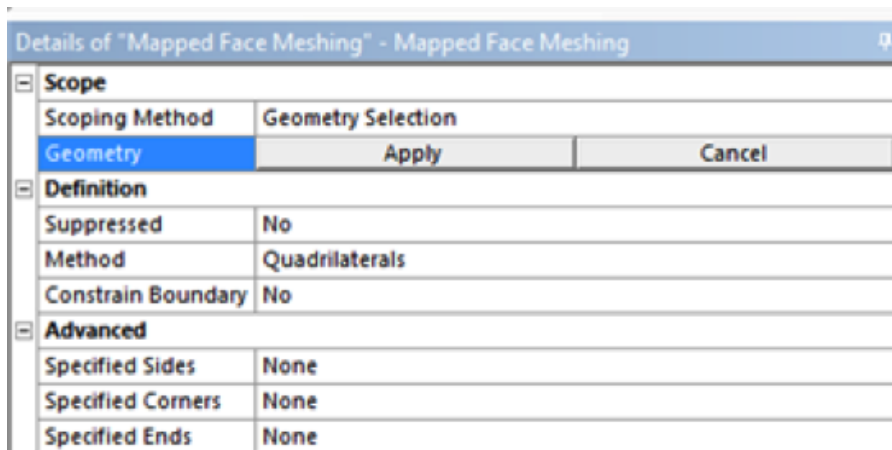 Details of "Mapped Face Meshing" - Mapped Face Meshing
Scope
Scoping Method Geometry Selection
Geometry Apply Cancel
Definition
Suppressed No
Method Quadrilaterals
Constrain Boundary No
Advanced
Specified Sides None
Specified Corners None
Specified Ends None